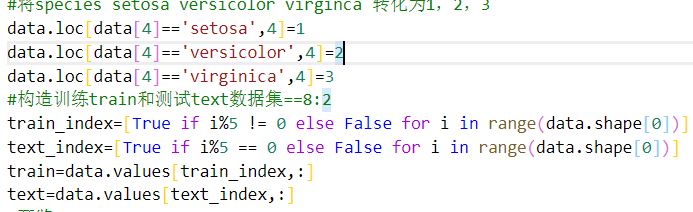 #将species setosa versicolor virginca 转化为1, 2, 3
data.loc[data[4]=='setosa',4]=1
data.loc[data[4]=='versicolor',4]=2
data.loc[data[4]=='virginica',4]=3
#构造训练train和测试text数据集==8:2
train_index=[True if i%5 != 0 else False for i in range(data.shape[0])]
text_index=[True if i%5 == 0 else False for i in range(data.shape[0])]
train=data.values[train_index,:]
text=data.values[text_index,:]